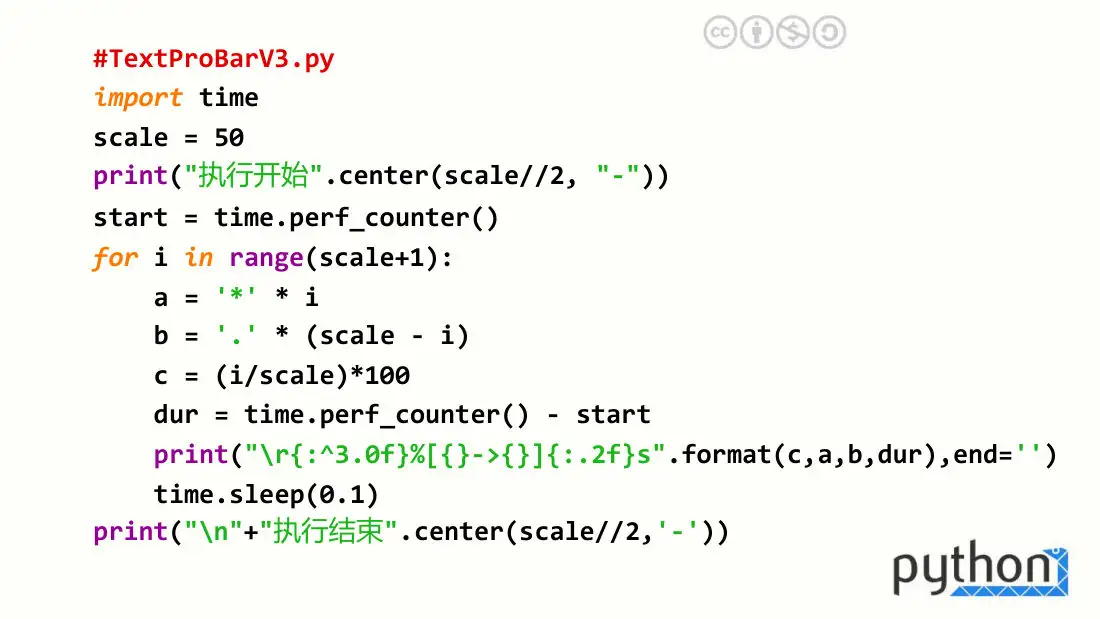 #TextProBarV3.py
import time
scale = 50
print("执行开始".center(scale//2, "-"))
start = time.perf_counter()
for i in range(scale+1):
    a = '*' * i
    b = '.' * (scale - i)
    c = (i/scale)*100
    dur = time.perf_counter() - start
    print("\r{:^3.0f}%[{}->{}]{:.2f}s".format(c,a,b,dur),end='')
    time.sleep(0.1)
print("\n"+"执行结束".center(scale//2,'-'))
python